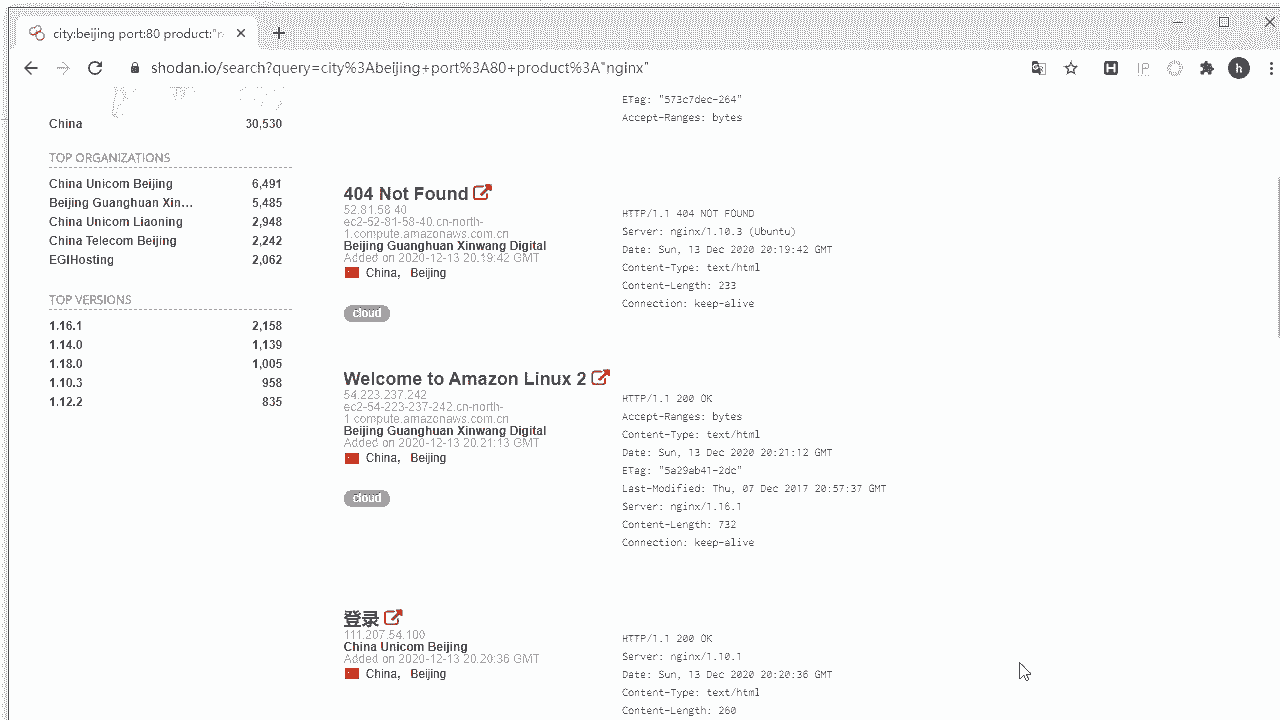 city:beijing port:80 product:"n
shodan.io/search?query=city%3Abeijing+port%3A80+product%3A"nginx"
China 30,530
TOP ORGANIZATIONS
China Unicom Beijing 6,491
Beijing Guanghuan Xin... 5,485
China Unicom Liaoning 2,948
China Telecom Beijing 2,242
EGIHosting 2,062
TOP VERSIONS
1.16.1 2,158
1.14.0 1,139
1.18.0 1,005
1.10.3 958
1.12.2 835
ETag: "573c7dec-264"
Accept-Ranges: bytes
404 Not Found
52.81.58.40
ec2-52-81-58-40.cn-north-
1.compute.amazonaws.com.cn
Beijing Guanghuan Xinwang Digital
Added on 2020-12-13 20:19:42 GMT
China, Beijing
cloud
HTTP/1.1 404 NOT FOUND
Server: nginx/1.10.3 (Ubuntu)
Date: Sun, 13 Dec 2020 20:19:42 GMT
Content-Type: text/html
Content-Length: 233
Connection: keep-alive
Welcome to Amazon Linux 2
54.223.237.242
ec2-54-223-237-242.cn-north-
1.compute.amazonaws.com.cn
Beijing Guanghuan Xinwang Digital
Added on 2020-12-13 20:21:13 GMT
China, Beijing
cloud
HTTP/1.1 200 OK
Accept-Ranges: bytes
Content-Type: text/html
Date: Sun, 13 Dec 2020 20:21:12 GMT
ETag: "5a29ab41-2dc"
Last-Modified: Thu, 07 Dec 2017 20:57:37 GMT
Server: nginx/1.16.1
Content-Length: 732
Connection: keep-alive
登录
111.207.54.100
China Unicom Beijing
Added on 2020-12-13 20:20:36 GMT
China, Beijing
HTTP/1.1 200 OK
Server: nginx/1.10.1
Date: Sun, 13 Dec 2020 20:20:36 GMT
Content-Type: text/html
Content-Length: 260